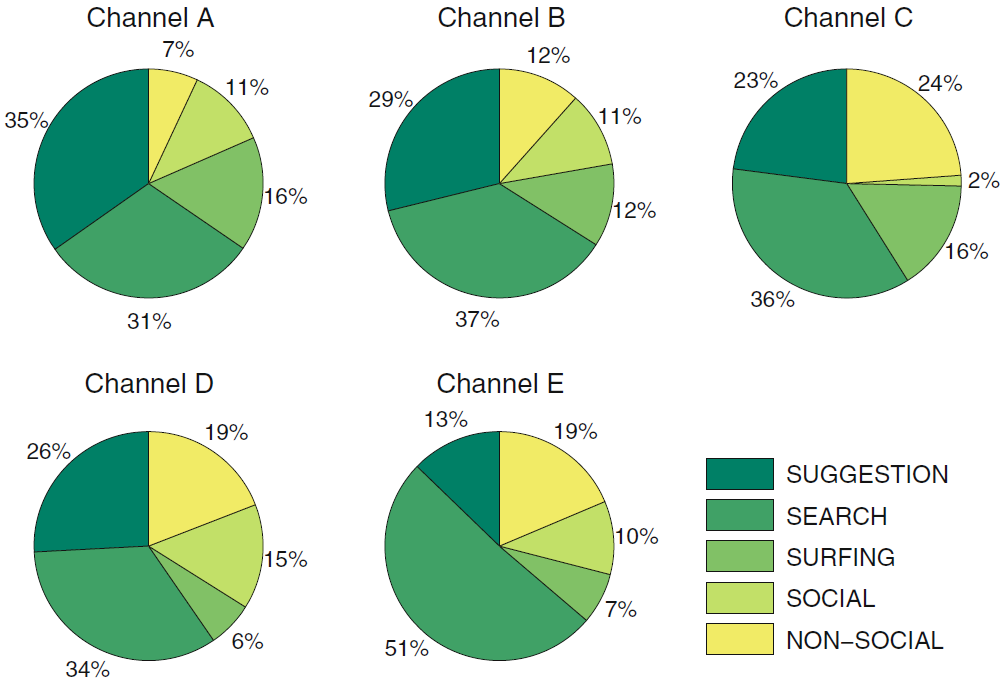 Channel A
7%
11%
16%
31%
35%
Channel B
12%
11%
12%
37%
29%
Channel C
24%
2%
16%
36%
23%
Channel D
19%
15%
6%
34%
26%
Channel E
19%
10%
7%
51%
13%
SUGGESTION
SEARCH
SURFING
SOCIAL
NON−SOCIAL